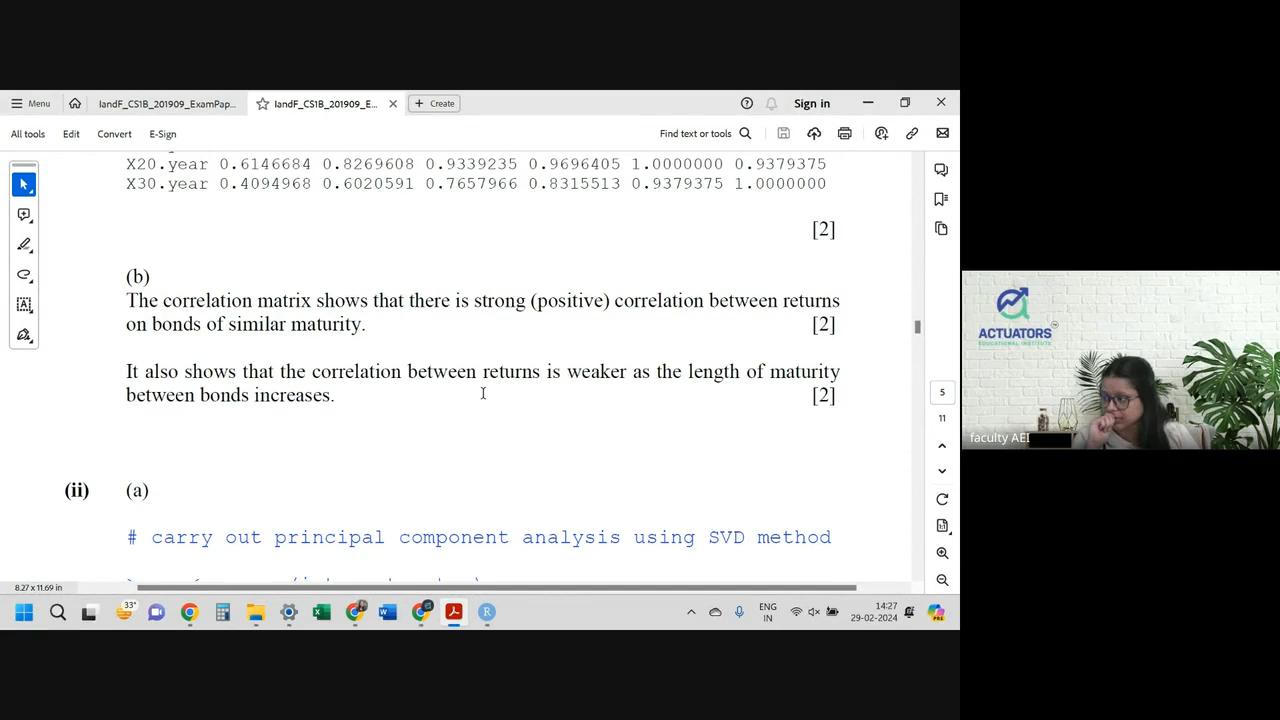 Menu
IandF_CS1B_201909_ExamPap...
IandF_CS1B_201909_E...
Create
Sign in
All tools
Edit
Convert
E-Sign
Find text or tools
X20.year 0.6146684 0.8269608 0.9339235 0.9696405 1.0000000 0.9379375
X30.year 0.4094968 0.6020591 0.7657966 0.8315513 0.9379375 1.0000000
[2]
(b)
The correlation matrix shows that there is strong (positive) correlation between returns
on bonds of similar maturity. [2]
It also shows that the correlation between returns is weaker as the length of maturity
between bonds increases. [2]
(ii) (a)
# carry out principal component analysis using SVD method
5
11
8.27 x 11.69 in
ACTUATORS
EDUCATIONAL INSTITUTE
faculty AEI
33°
ENG
IN
14:27
29-02-2024